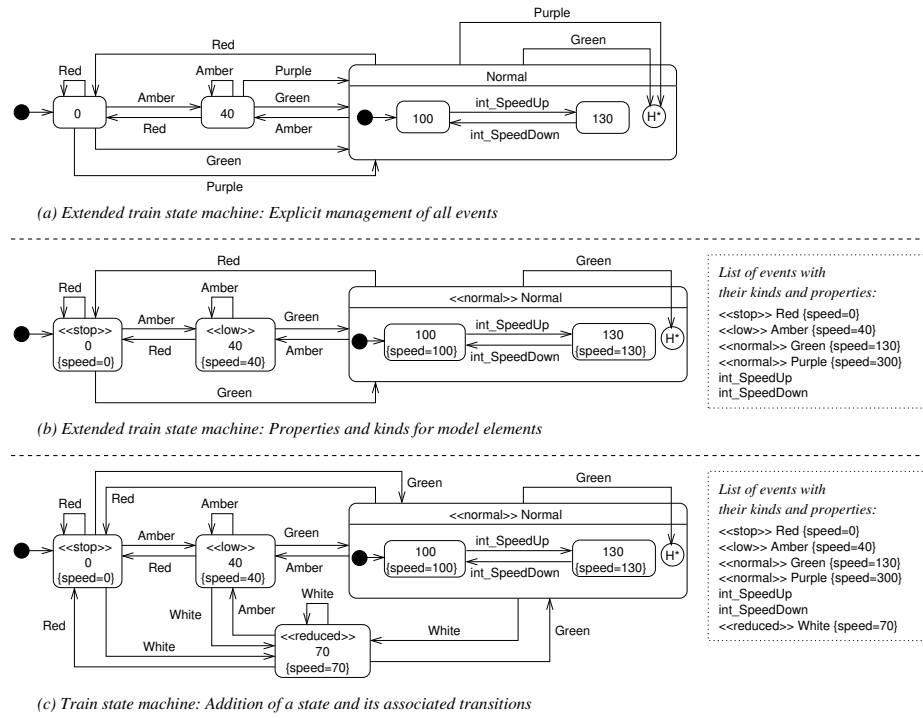 Purple
Green
Red
Red
Amber
Purple
Normal
Amber
Green
int_SpeedUp
0
40
100
130
H*
Red
Amber
int_SpeedDown
Green
Purple
(a) Extended train state machine: Explicit management of all events
Red
Green
Red
Amber
<<normal>> Normal
<<stop>>
0
{speed=0}
Amber
Red
<<low>>
40
{speed=40}
Green
Amber
100
{speed=100}
int_SpeedUp
int_SpeedDown
130
{speed=130}
H*
Green
List of events with
their kinds and properties:
<<stop>> Red {speed=0}
<<low>> Amber {speed=40}
<<normal>> Green {speed=130}
<<normal>> Purple {speed=300}
int_SpeedUp
int_SpeedDown
(b) Extended train state machine: Properties and kinds for model elements
Green
Red
Green
Red
Amber
<<normal>> Normal
<<stop>>
0
{speed=0}
Amber
Red
<<low>>
40
{speed=40}
Green
Amber
100
{speed=100}
int_SpeedUp
int_SpeedDown
130
{speed=130}
H*
White
Red
White
Amber
White
<<reduced>>
70
{speed=70}
White
Green
List of events with
their kinds and properties:
<<stop>> Red {speed=0}
<<low>> Amber {speed=40}
<<normal>> Green {speed=130}
<<normal>> Purple {speed=300}
int_SpeedUp
int_SpeedDown
<<reduced>> White {speed=70}
(c) Train state machine: Addition of a state and its associated transitions